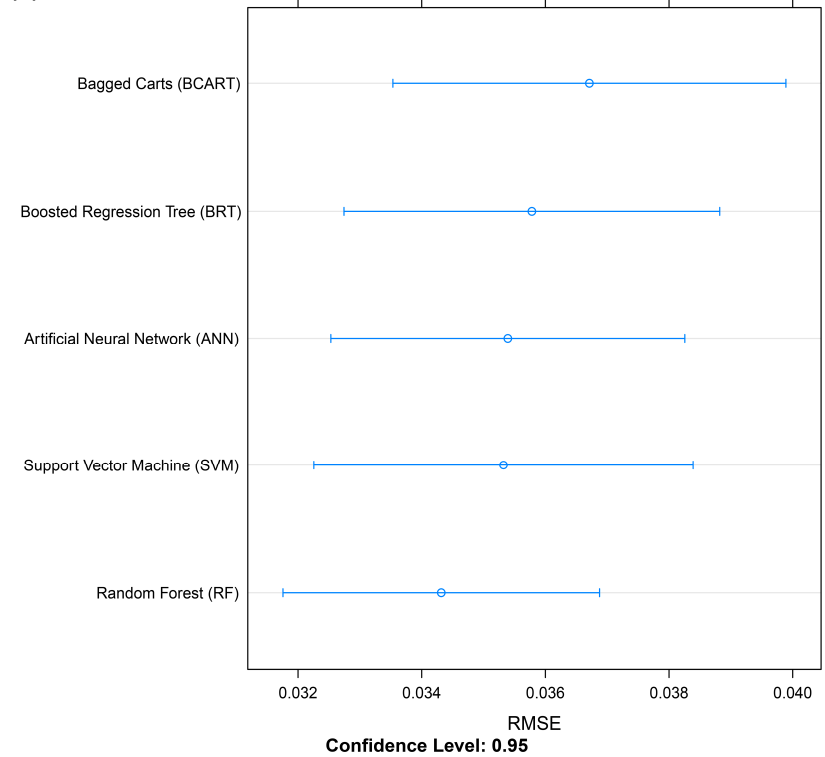 Bagged Carts (BCART)
Boosted Regression Tree (BRT)
Artificial Neural Network (ANN)
Support Vector Machine (SVM)
Random Forest (RF)
0.032 0.034 0.036 0.038 0.040
RMSE
Confidence Level: 0.95